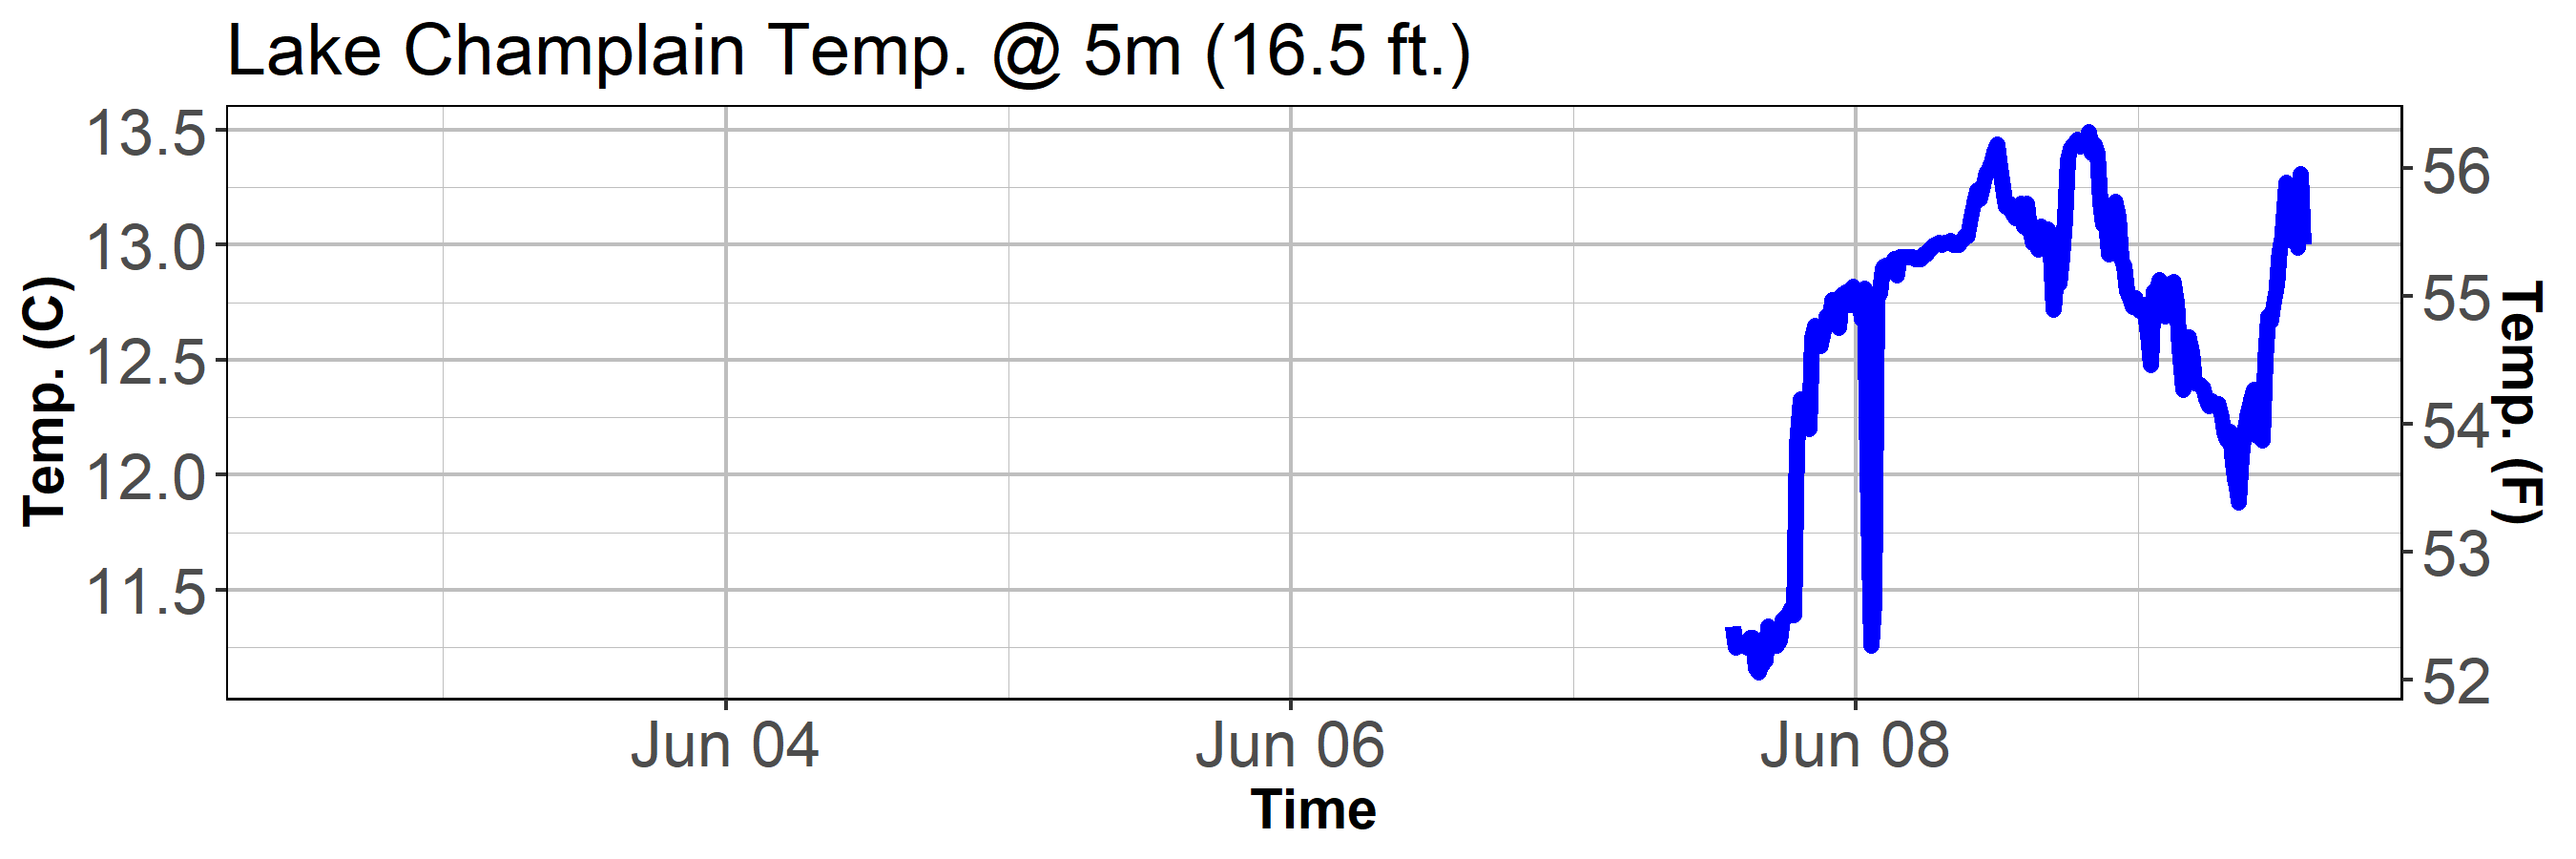 Lake Champlain Temp. @ 5m (16.5 ft.)
13.5
13.0
12.5
12.0
11.5
Temp. (C)
56
55
54
53
52
Temp. (F)
Jun 04 Jun 06 Jun 08
Time